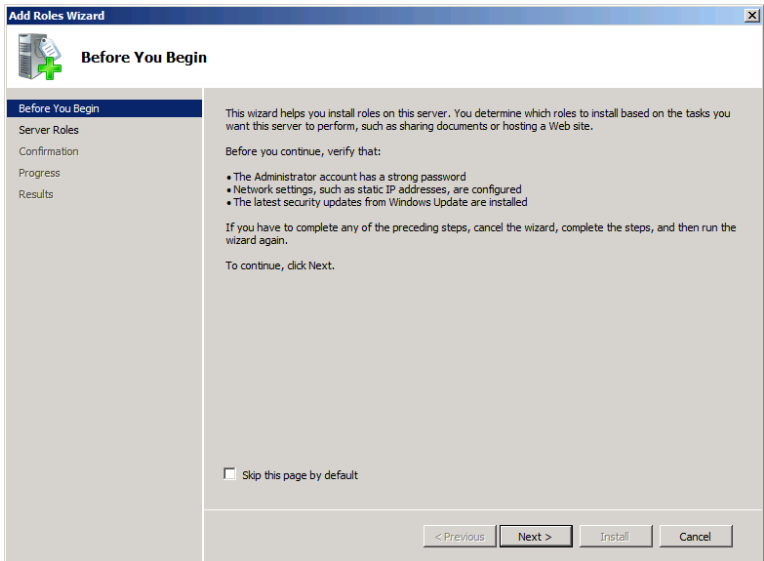 Add Roles Wizard
Before You Begin
Before You Begin
Server Roles
Confirmation
Progress
Results
This wizard helps you install roles on this server. You determine which roles to install based on the tasks you
want this server to perform, such as sharing documents or hosting a Web site.
Before you continue, verify that:
• The Administrator account has a strong password
• Network settings, such as static IP addresses, are configured
• The latest security updates from Windows Update are installed
If you have to complete any of the preceding steps, cancel the wizard, complete the steps, and then run the
wizard again.
To continue, click Next.
Skip this page by default
< Previous
Next >
Install
Cancel